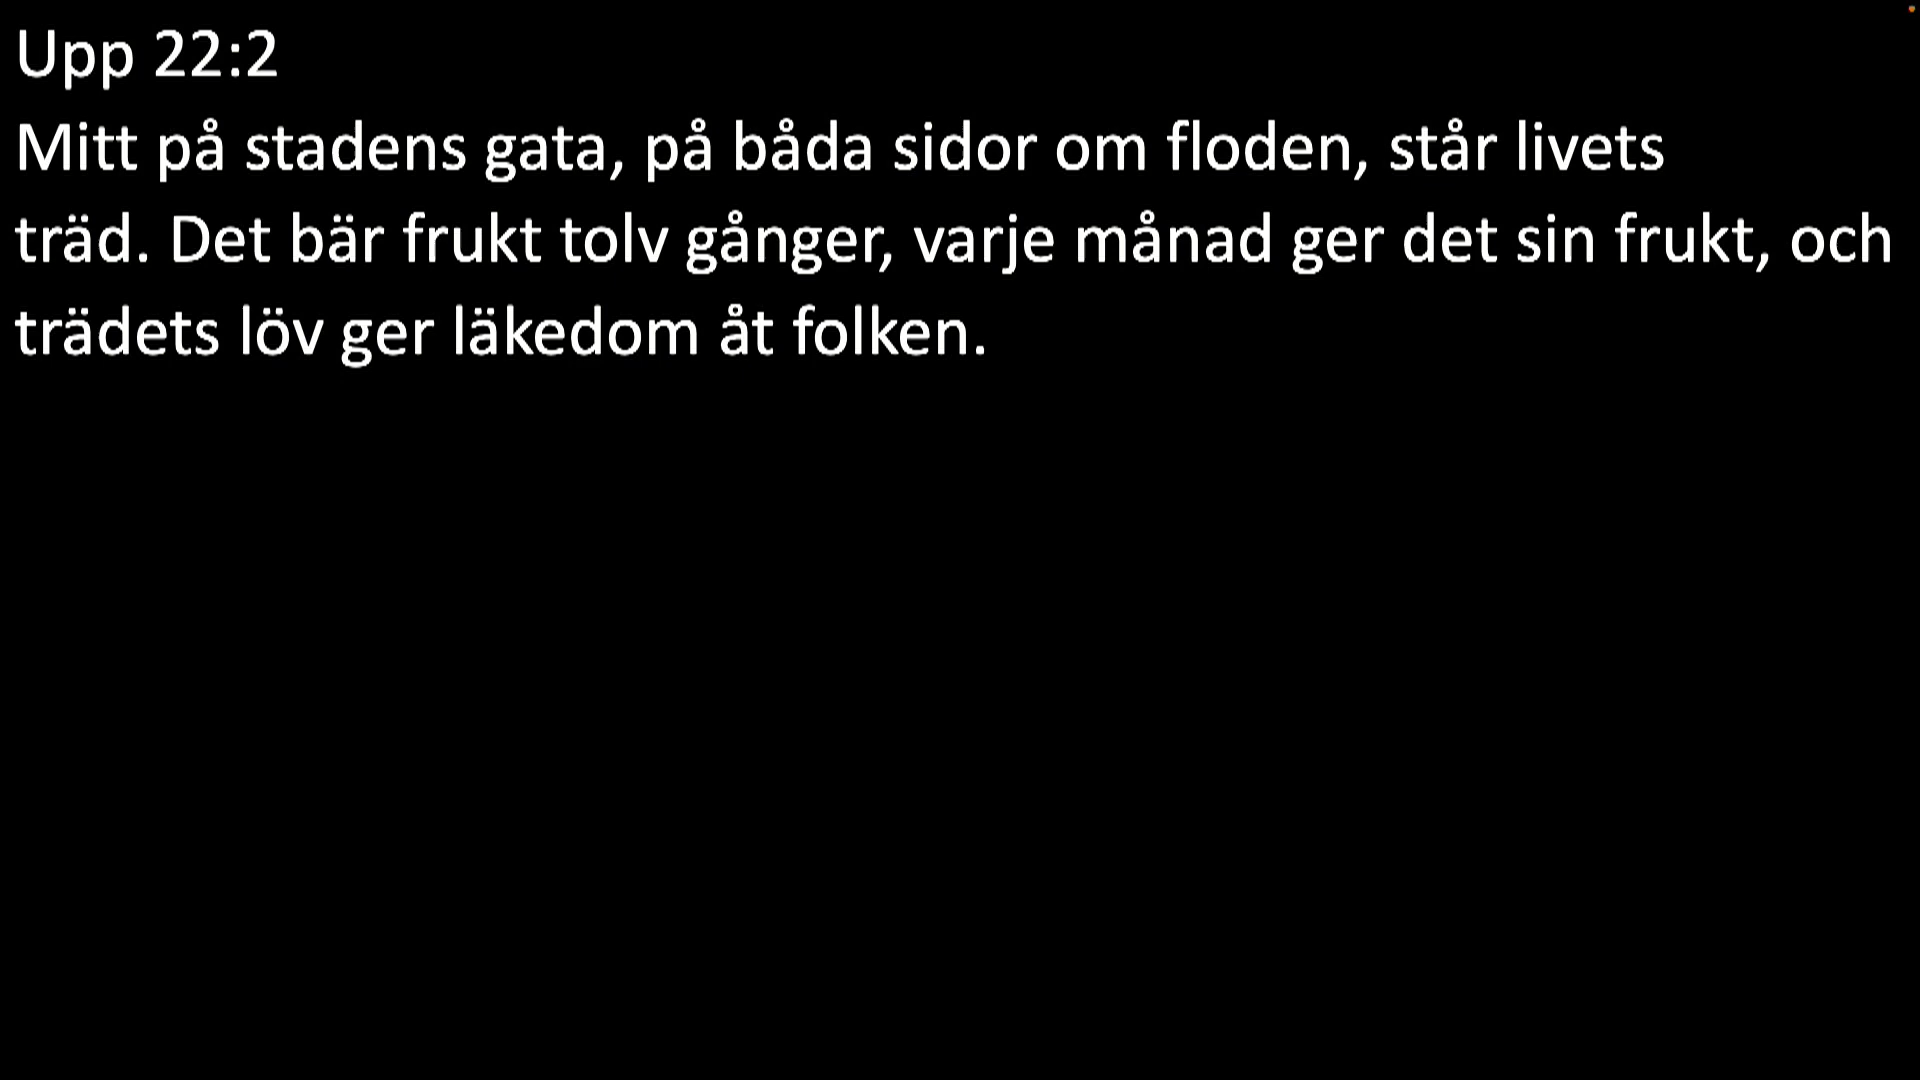 Upp 22:2
Mitt på stadens gata, på båda sidor om floden, står livets
träd. Det bär frukt tolv gånger, varje månad ger det sin frukt, och
trädets löv ger läkedom åt folken.